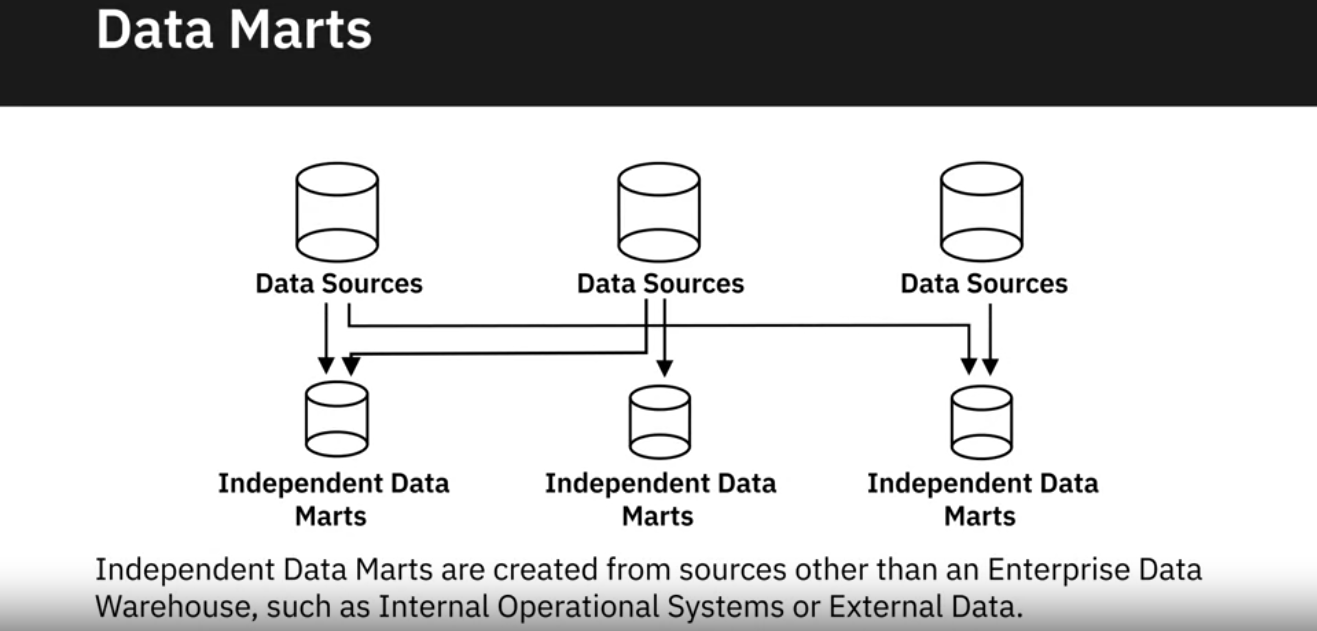 Data Marts
Data Sources
Data Sources
Data Sources
Independent Data
Marts
Independent Data
Marts
Independent Data
Marts
Independent Data Marts are created from sources other than an Enterprise Data
Warehouse, such as Internal Operational Systems or External Data.